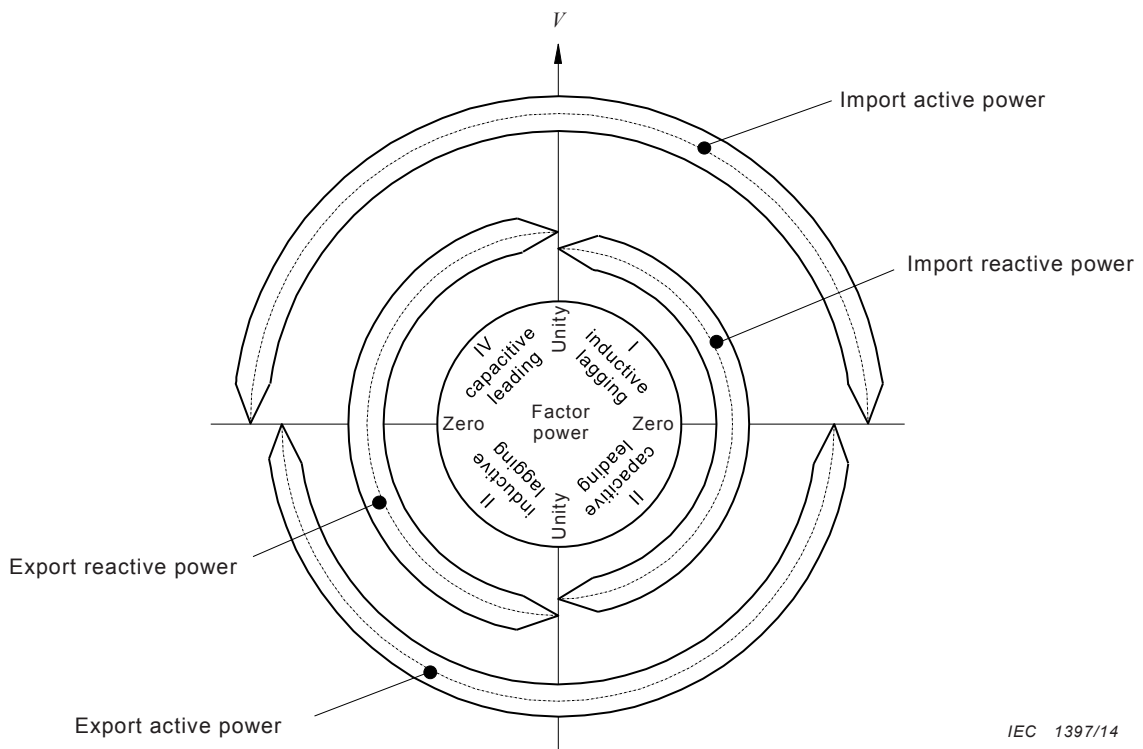 V
Import active power
Import reactive power
Unity
IV
capacitive
leading
I
inductive
lagging
Zero
Factor
power
Zero
II
inductive
lagging
capacitive
leading
II
Unity
Export reactive power
Export active power
IEC 1397/14